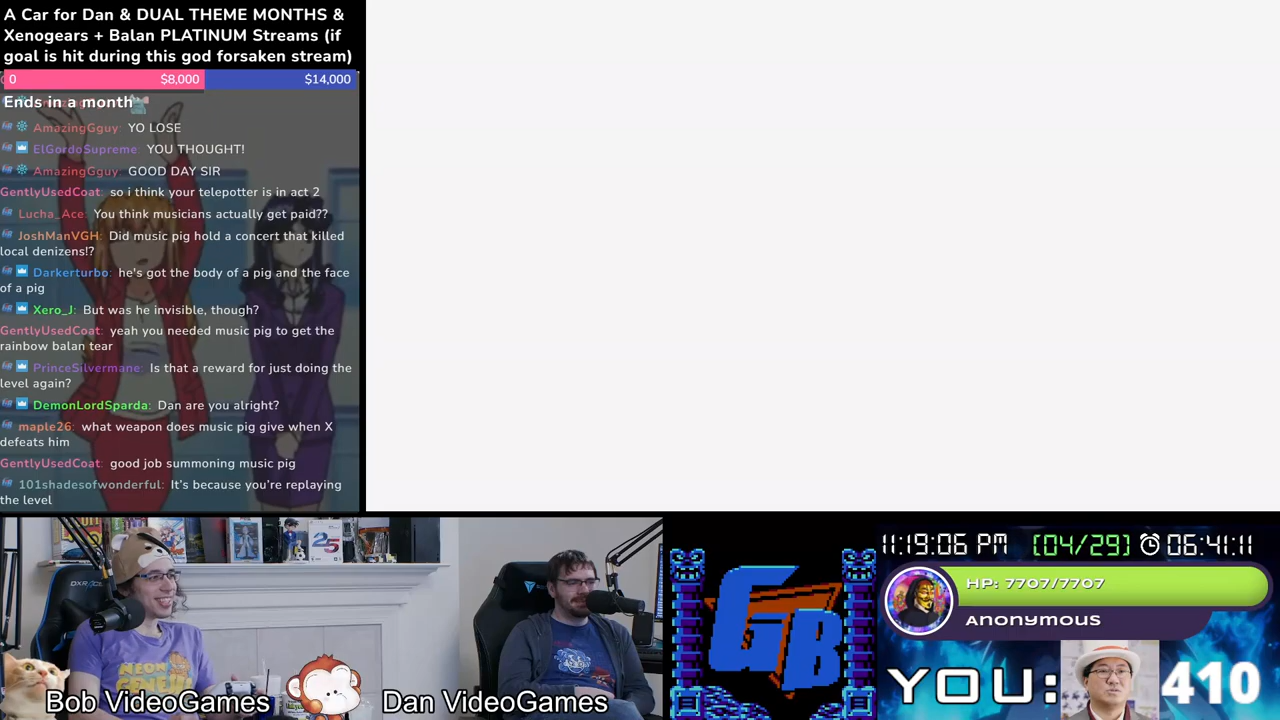 A Car for Dan & DUAL THEME MONTHS &
Xenogears + Balan PLATINUM Streams (if
goal is hit during this god forsaken stream)
0 $8,000 $14,000
Ends in a month
AmazingGguy: YO LOSE
ElGordoSupreme: YOU THOUGHT!
AmazingGguy: GOOD DAY SIR
GentlyUsedCoat: so i think your telepotter is in act 2
Lucha_Ace: You think musicians actually get paid??
JoshManVGH: Did music pig hold a concert that killed
local denizens!?
Darkerturbo: he's got the body of a pig and the face
of a pig
Xero_J: But was he invisible, though?
GentlyUsedCoat: yeah you needed music pig to get the
rainbow balan tear
PrinceSilvermane: Is that a reward for just doing the
level again?
DemonLordSparda: Dan are you alright?
maple26: what weapon does music pig give when X
defeats him
GentlyUsedCoat: good job summoning music pig
101shadesofwonderful: It's because you're replaying
the level
11:19:06 PM [04/29] 06:41:11
HP: 7707/7707
Anonymous
YOU: 410
GB
Bob VideoGames
Dan VideoGames